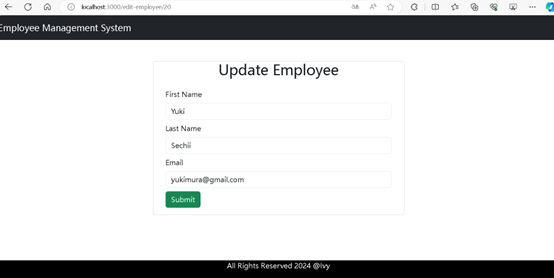 localhost:3000/edit-employee/20
Employee Management System
Update Employee
First Name
Yuki
Last Name
Sechii
Email
yukimura@gmail.com
Submit
All Rights Reserved 2024 @Ivy